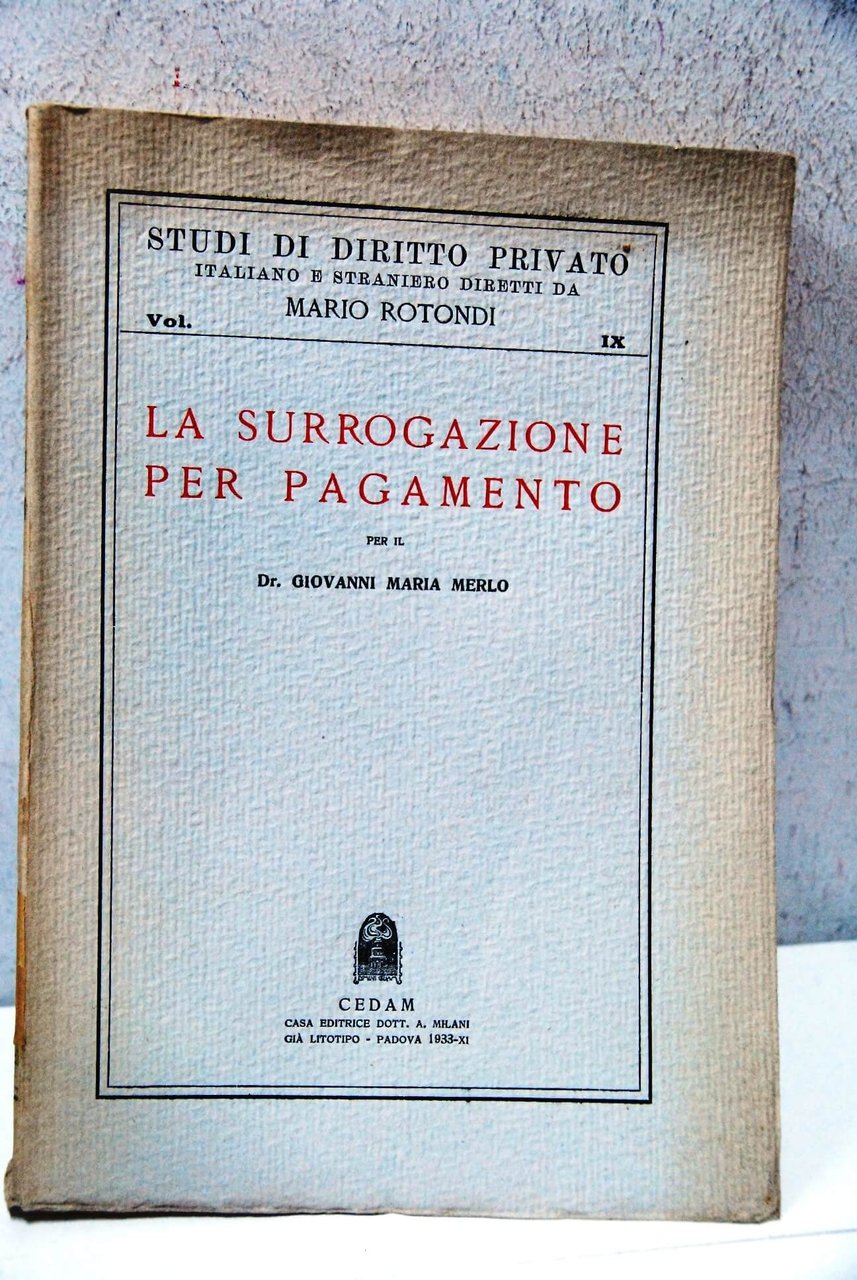 STUDI DI DIRITTO PRIVATO
ITALIANO E STRANIERO DIRETTI DA
MARIO ROTONDI
Vol. IX
LA SURROGAZIONE
PER PAGAMENTO
PER IL
Dr. GIOVANNI MARIA MERLO
CEDAM
CASA EDITRICE DOTT. A. MILANI
GIÀ LITOTIPO - PADOVA 1933-XI